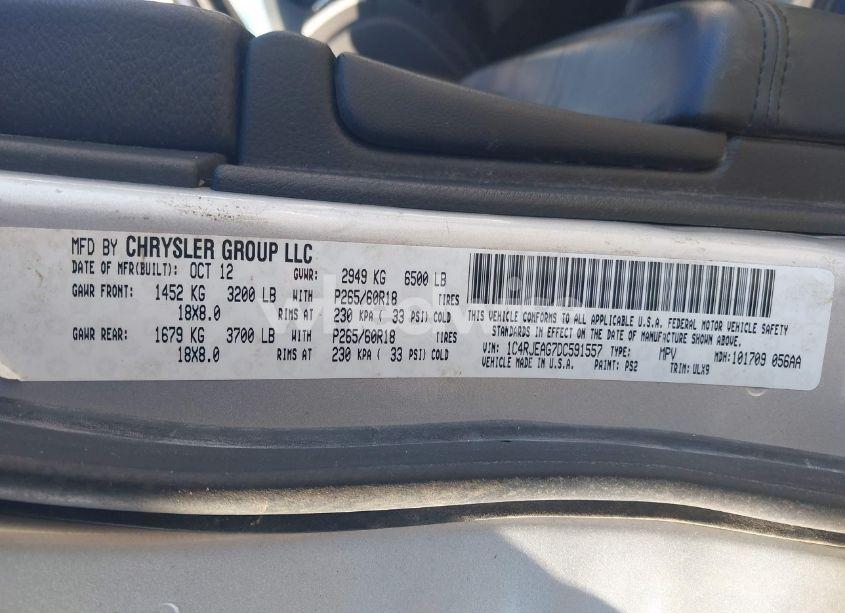 MFD BY CHRYSLER GROUP LLC
DATE OF MFR(BUILT): OCT 12 GVWR: 2949 KG 6500 LB
GAWR FRONT: 1452 KG 3200 LB WITH P265/60R18 TIRES
18X8.0 RIMS AT 230 KPA ( 33 PSI) COLD
GAWR REAR: 1679 KG 3700 LB WITH P265/60R18 TIRES
18X8.0 RIMS AT 230 KPA ( 33 PSI) COLD
THIS VEHICLE CONFORMS TO ALL APPLICABLE U.S.A. FEDERAL MOTOR VEHICLE SAFETY
STANDARDS IN EFFECT ON THE DATE OF MANUFACTURE SHOWN ABOVE.
VIN: 1C4RJEAG7DC591557 TYPE: MPV MDH: 101709 056AA
VEHICLE MADE IN U.S.A. PAINT: PS2 TRIM: ULX9